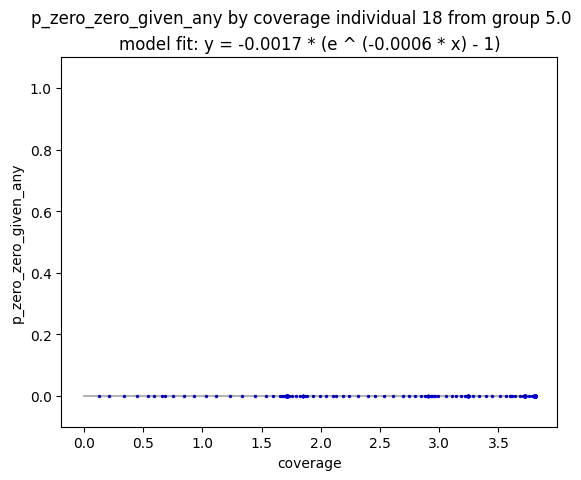 p_zero_zero_given_any by coverage individual 18 from group 5.0
model fit: y = -0.0017 * (e ^ (-0.0006 * x) - 1)
1.0
0.8
0.6
0.4
0.2
0.0
p_zero_zero_given_any
0.0 0.5 1.0 1.5 2.0 2.5 3.0 3.5
coverage